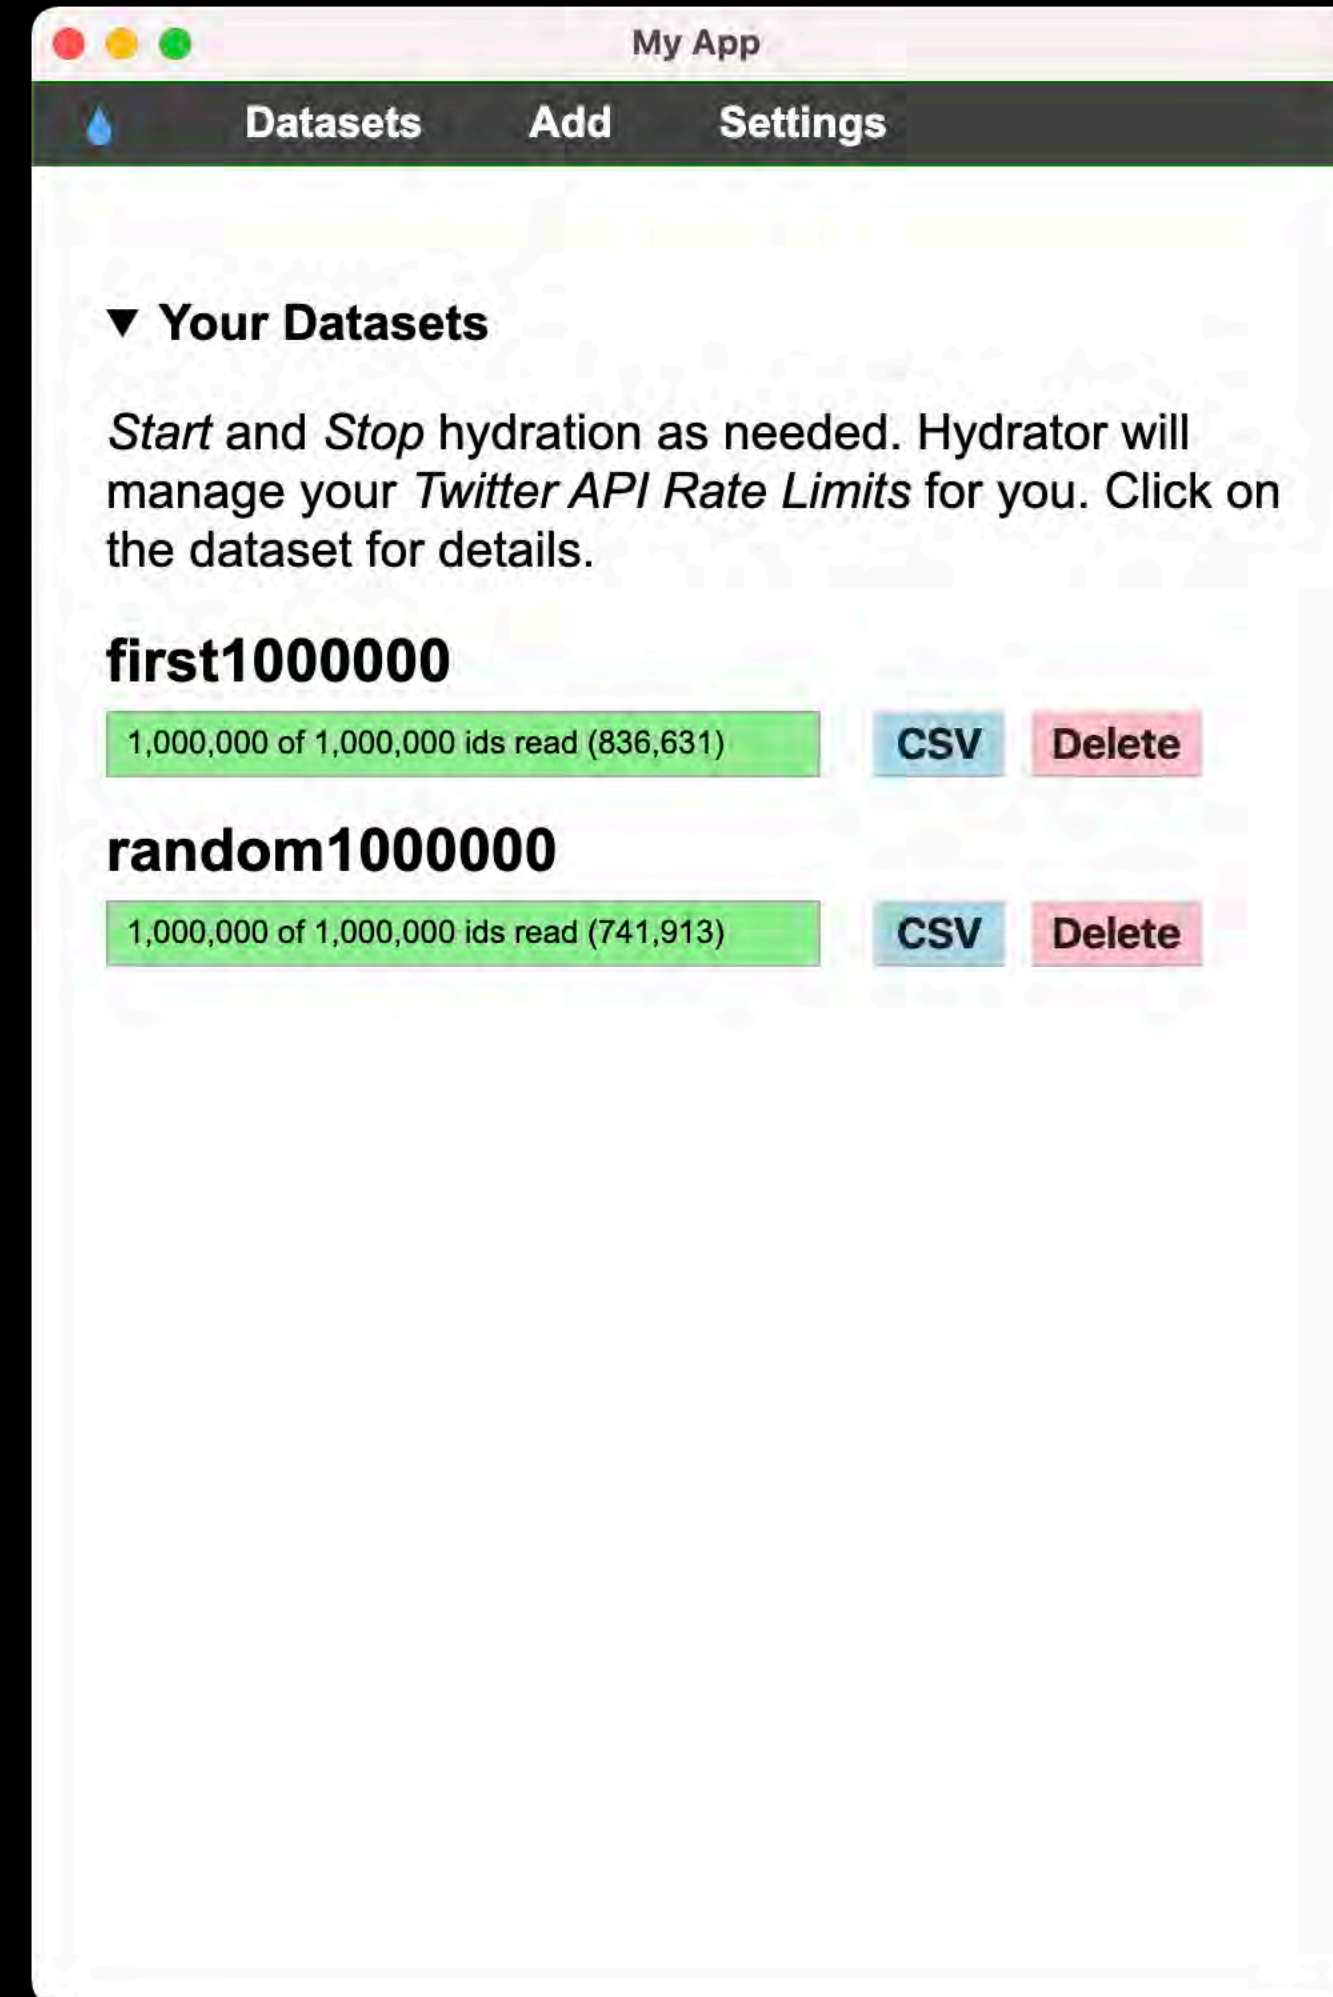 My App
Datasets Add Settings
▼ Your Datasets
Start and Stop hydration as needed. Hydrator will
manage your Twitter API Rate Limits for you. Click on
the dataset for details.
first1000000
1,000,000 of 1,000,000 ids read (836,631) CSV Delete
random1000000
1,000,000 of 1,000,000 ids read (741,913) CSV Delete